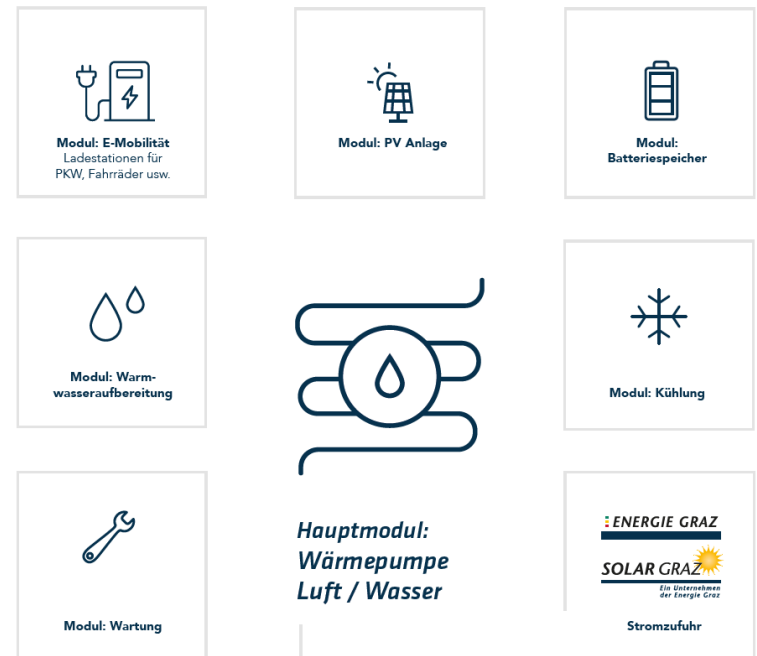 Modul: E-Mobilität
Ladestationen für
PKW, Fahrräder usw.
Modul: PV Anlage
Modul:
Batteriespeicher
Modul: Warm-
wasseraufbereitung
Modul: Kühlung
Hauptmodul:
Wärmepumpe
Luft / Wasser
Modul: Wartung
ENERGIE GRAZ
SOLAR GRAZ
Ein Unternehmen
der Energie Graz
Stromzufuhr